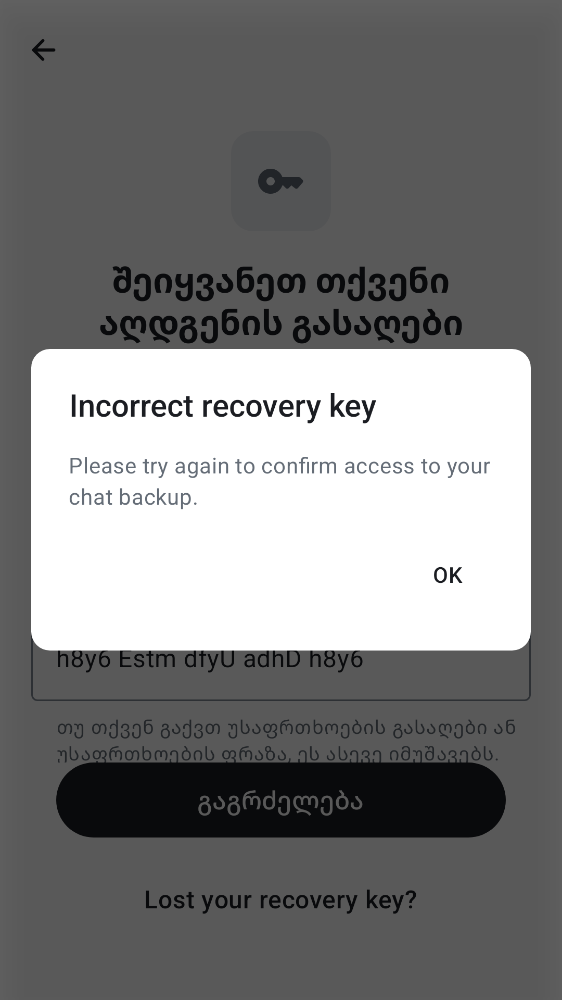 შეიყვანეთ თქვენი
აღდგენის გასაღები
Incorrect recovery key
Please try again to confirm access to your
chat backup.
OK
h8y6 Estm dfyU adhD h8y6
თუ თქვენ გაქვთ უსაფრთხოების გასაღები ან
უსაფრთხოების ფრაზა, ეს ასევე იმუშავებს.
გაგრძელება
Lost your recovery key?